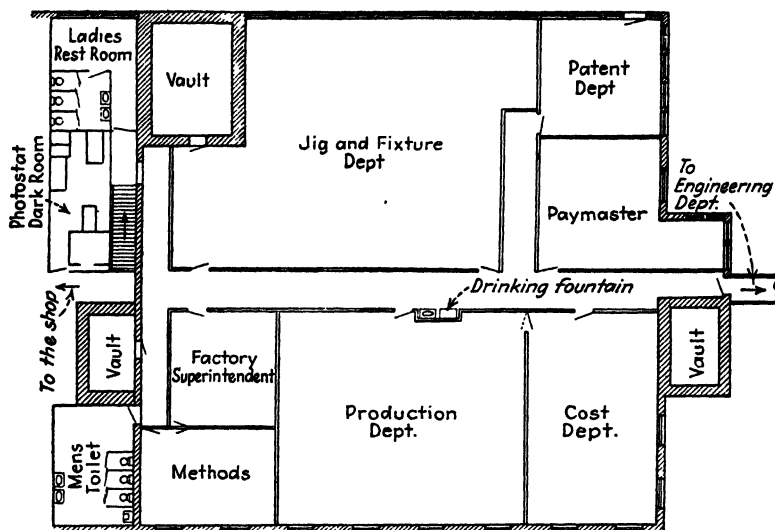 Ladies
Rest Room
Vault
Patent
Dept
Jig and Fixture
Dept
Photostat
Dark Room
To
Engineering
Dept.
Paymaster
Drinking fountain
To the shop
Vault
Factory
Superintendent
Vault
Production
Dept.
Cost
Dept.
Mens
Toilet
Methods